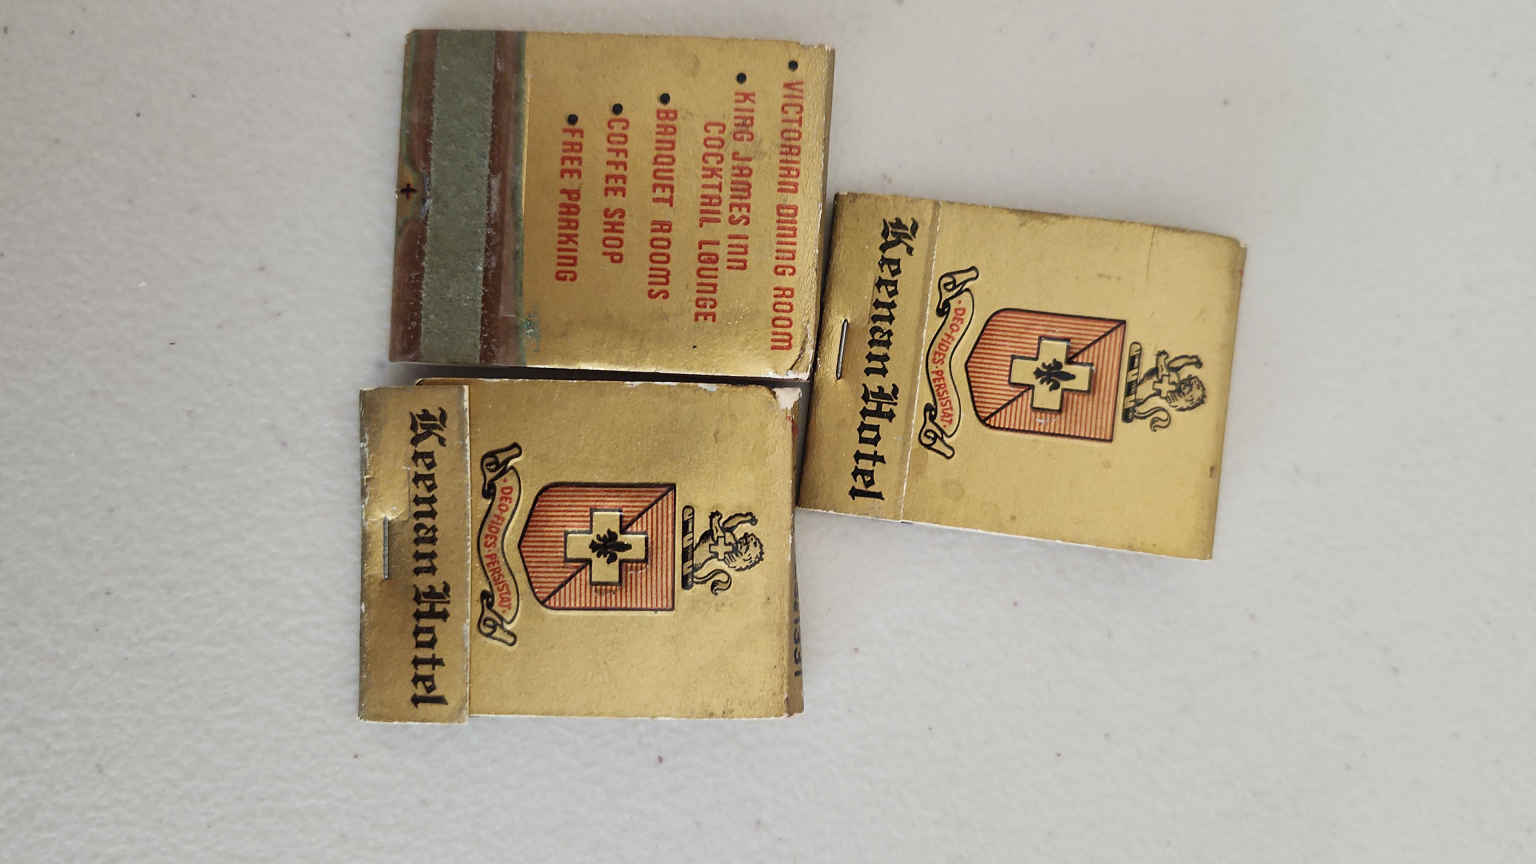 • VICTORIAN DINING ROOM
• KING JAMES INN
COCKTAIL LOUNGE
• BANQUET ROOMS
• COFFEE SHOP
• FREE PARKING
Keenan Hotel
· DEO · FIDES · PERSISTAT ·
Keenan Hotel
· DEO · FIDES · PERSISTAT ·